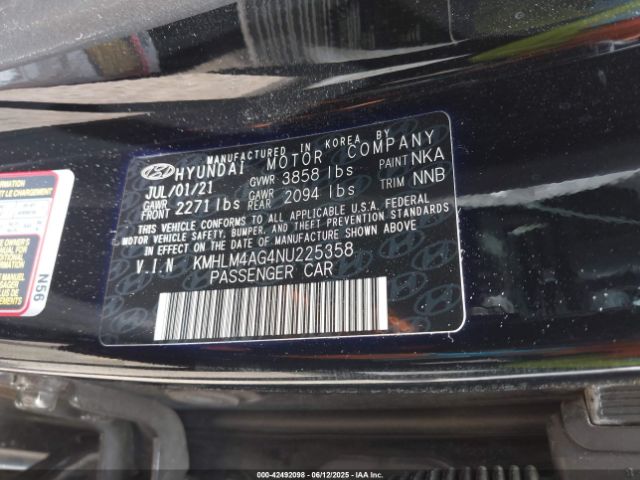 MANUFACTURED IN KOREA BY
HYUNDAI MOTOR COMPANY
JUL/01/21 GVWR 3858 lbs PAINT NKA
GAWR FRONT 2271 lbs GAWR REAR 2094 lbs TRIM NNB
THIS VEHICLE CONFORMS TO ALL APPLICABLE U.S.A. FEDERAL
MOTOR VEHICLE SAFETY, BUMPER, AND THEFT PREVENTION STANDARDS
IN EFFECT ON THE DATE OF MANUFACTURE SHOWN ABOVE.
V.I.N KMHLM4AG4NU225358
PASSENGER CAR
N56
00-42492098 - 06/12/2025 - © IAA Inc